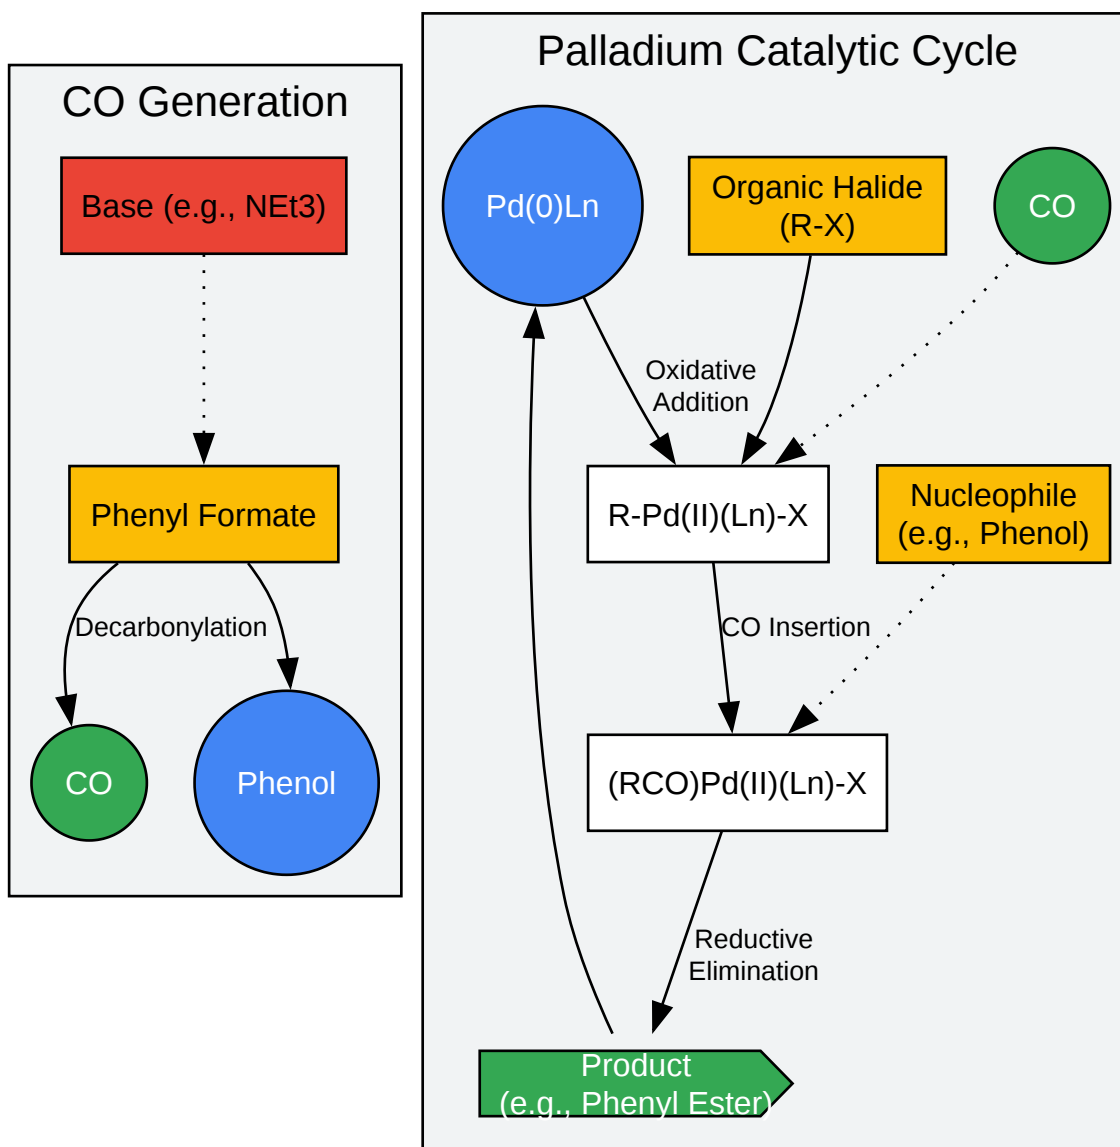 CO Generation
Base (e.g., NEt3)
Phenyl Formate
Decarbonylation
CO
Phenol
Palladium Catalytic Cycle
Pd(0)Ln
Organic Halide
(R-X)
CO
Oxidative
Addition
R-Pd(II)(Ln)-X
Nucleophile
(e.g., Phenol)
CO Insertion
(RCO)Pd(II)(Ln)-X
Reductive
Elimination
Product
(e.g., Phenyl Ester)